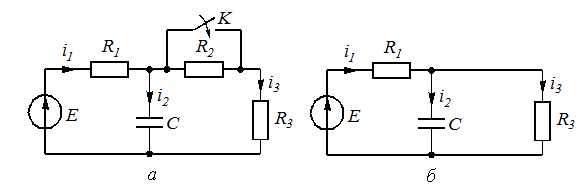 K
i1 R1 R2
i2 i3
E C R3
а
i1 R1
i2 i3
E C R3
б